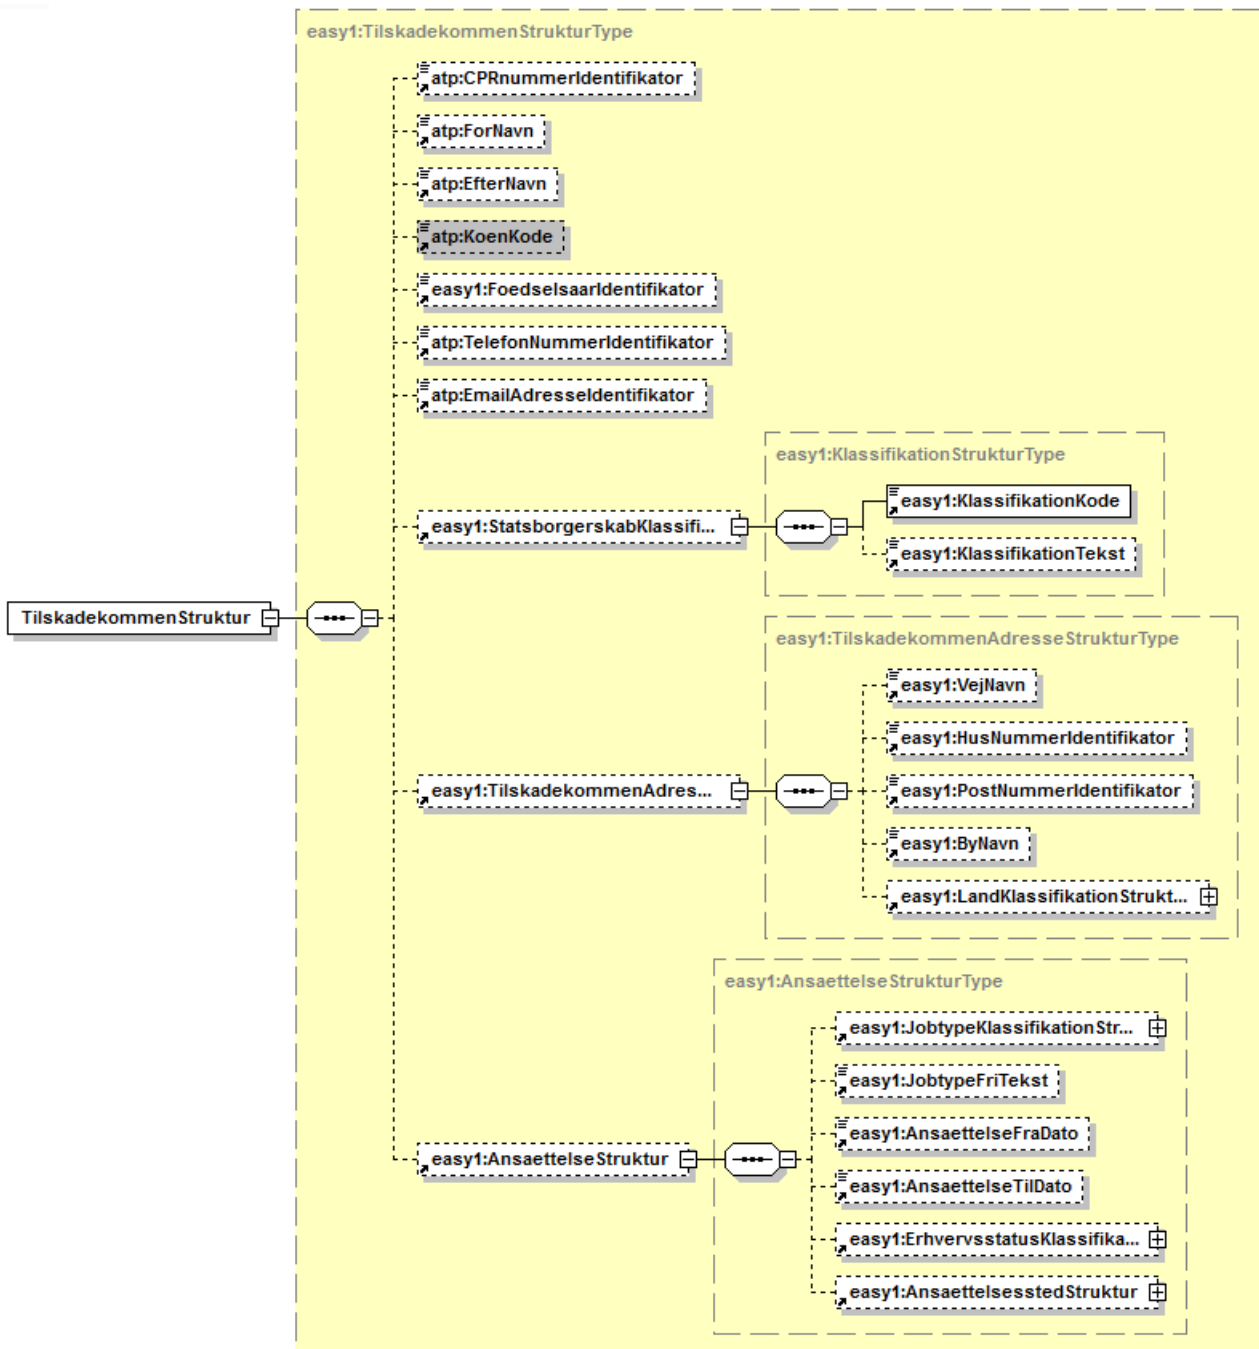 easy1:TilskadekommenStrukturType
atp:CPRnummerIdentifikator
atp:ForNavn
atp:EfterNavn
atp:KoenKode
easy1:FoedselsaarIdentifikator
atp:TelefonNummerIdentifikator
atp:EmailAdresseIdentifikator
easy1:KlassifikationStrukturType
easy1:KlassifikationKode
easy1:StatsborgerskabKlassifi...
easy1:KlassifikationTekst
TilskadekommenStruktur
easy1:TilskadekommenAdresseStrukturType
easy1:VejNavn
easy1:HusNummerIdentifikator
easy1:TilskadekommenAdres...
easy1:PostNummerIdentifikator
easy1:ByNavn
easy1:LandKlassifikationStrukt...
easy1:AnsaettelseStrukturType
easy1:JobtypeKlassifikationStr...
easy1:JobtypeFriTekst
easy1:AnsaettelseFraDato
easy1:AnsaettelseStruktur
easy1:AnsaettelseTilDato
easy1:ErhvervsstatusKlassifika...
easy1:AnsaettelsesstedStruktur